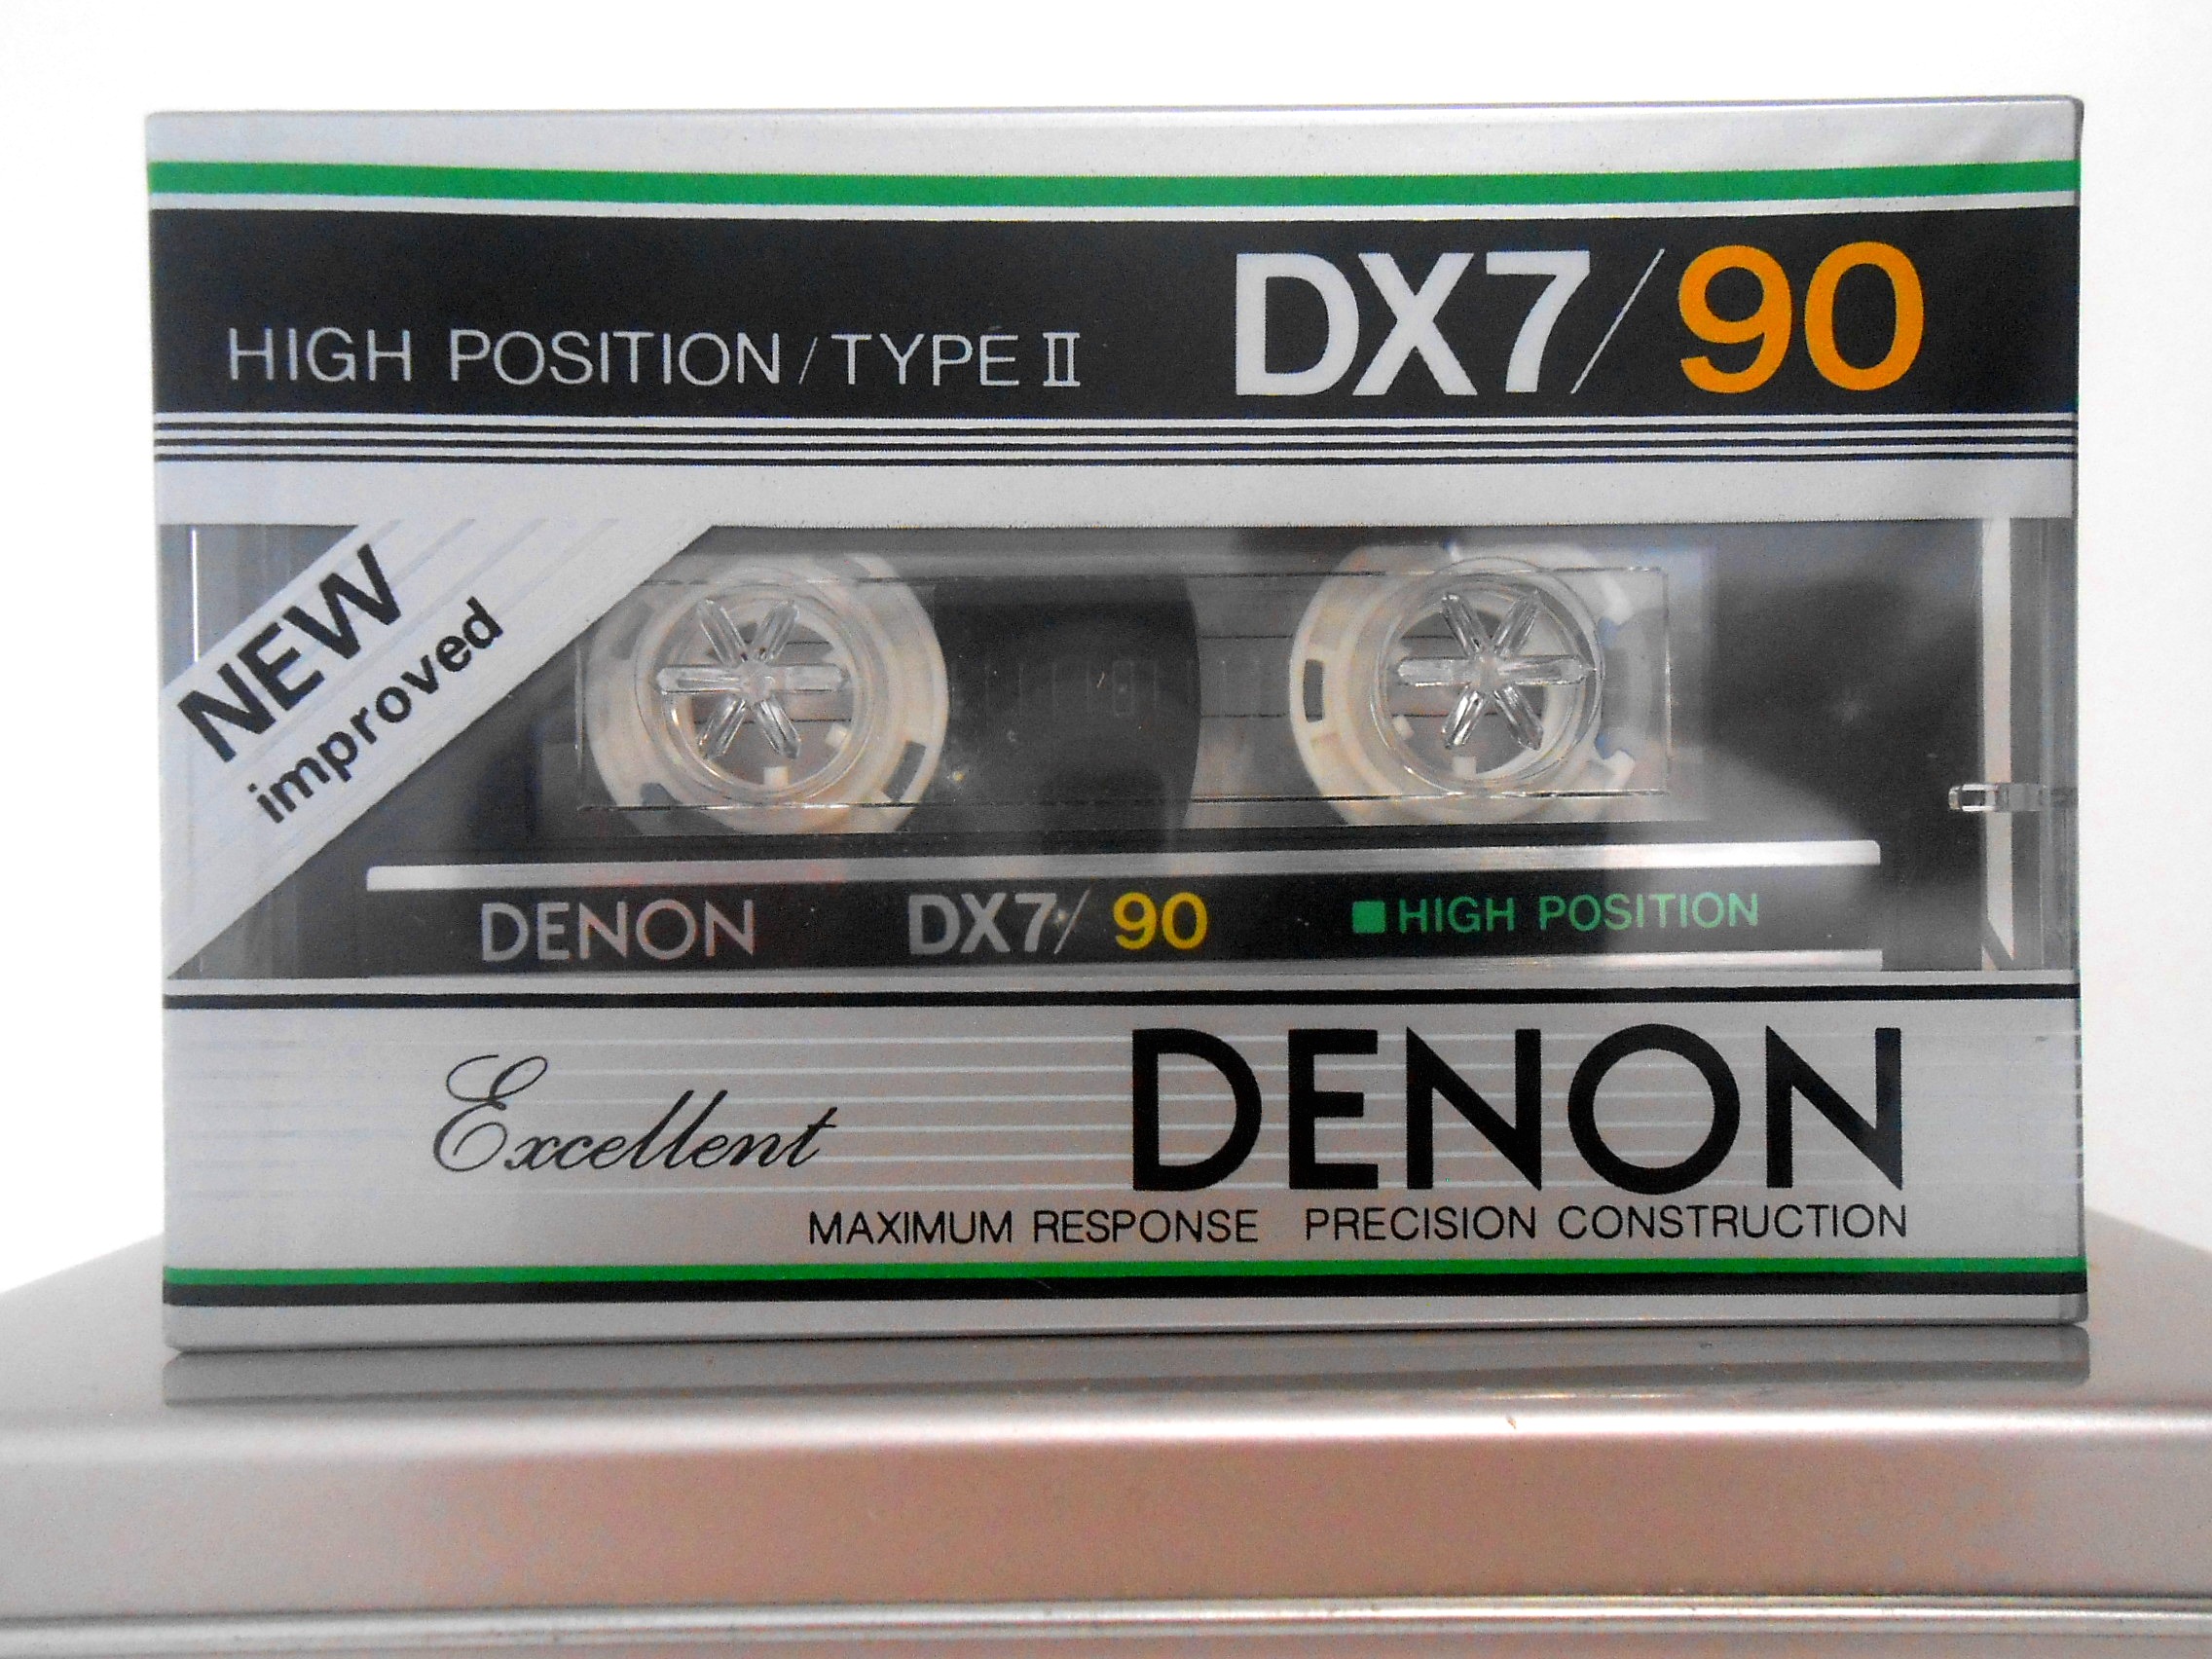 HIGH POSITION/TYPE II DX7/90
NEW
improved
DENON DX7/90 ■HIGH POSITION
Excellent DENON
MAXIMUM RESPONSE PRECISION CONSTRUCTION